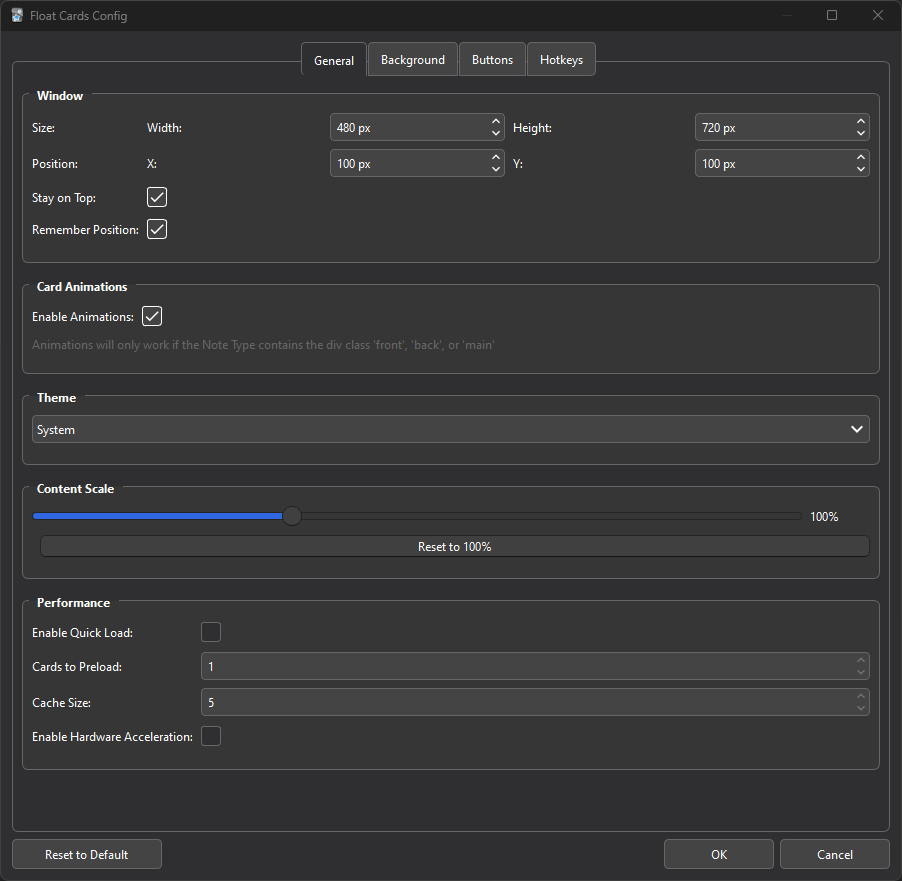 Float Cards Config
General Background Buttons Hotkeys
Window
Size: Width: 480 px Height: 720 px
Position: X: 100 px Y: 100 px
Stay on Top:
Remember Position:
Card Animations
Enable Animations:
Animations will only work if the Note Type contains the div class 'front', 'back', or 'main'
Theme
System
Content Scale
100%
Reset to 100%
Performance
Enable Quick Load:
Cards to Preload: 1
Cache Size: 5
Enable Hardware Acceleration:
Reset to Default OK Cancel